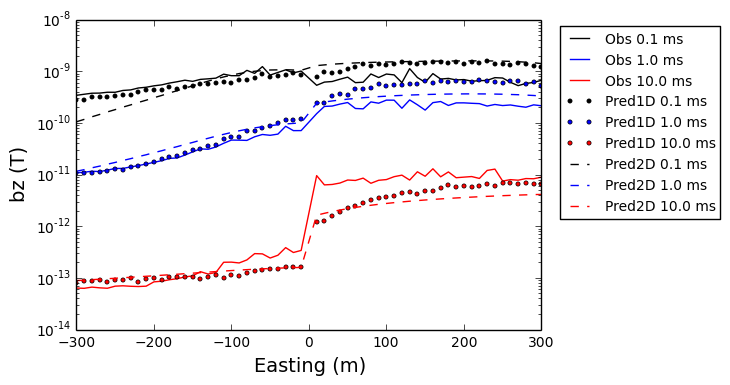 10^-8
10^-9
10^-10
10^-11
10^-12
10^-13
10^-14
bz (T)
−300 −200 −100 0 100 200 300
Easting (m)
Obs 0.1 ms
Obs 1.0 ms
Obs 10.0 ms
Pred1D 0.1 ms
Pred1D 1.0 ms
Pred1D 10.0 ms
Pred2D 0.1 ms
Pred2D 1.0 ms
Pred2D 10.0 ms